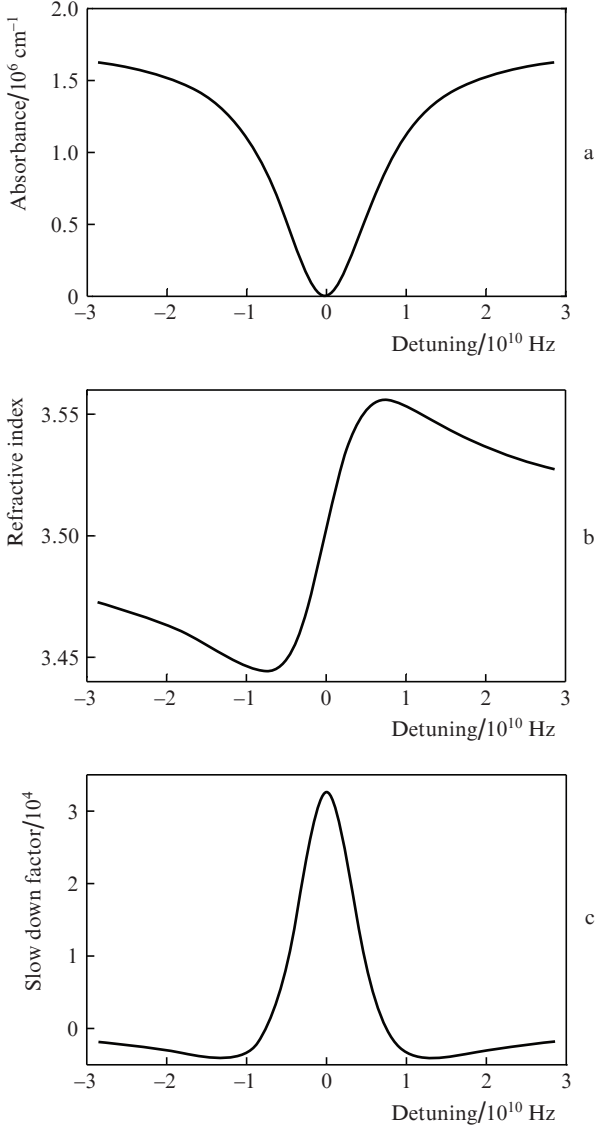 Absorbance/10⁶ cm⁻¹
2.0
1.5
1.0
0.5
0
–3 –2 –1 0 1 2 3
Detuning/10¹⁰ Hz
a
Refractive index
3.55
3.50
3.45
–3 –2 –1 0 1 2 3
Detuning/10¹⁰ Hz
b
Slow down factor/10⁴
3
2
1
0
–3 –2 –1 0 1 2 3
Detuning/10¹⁰ Hz
c